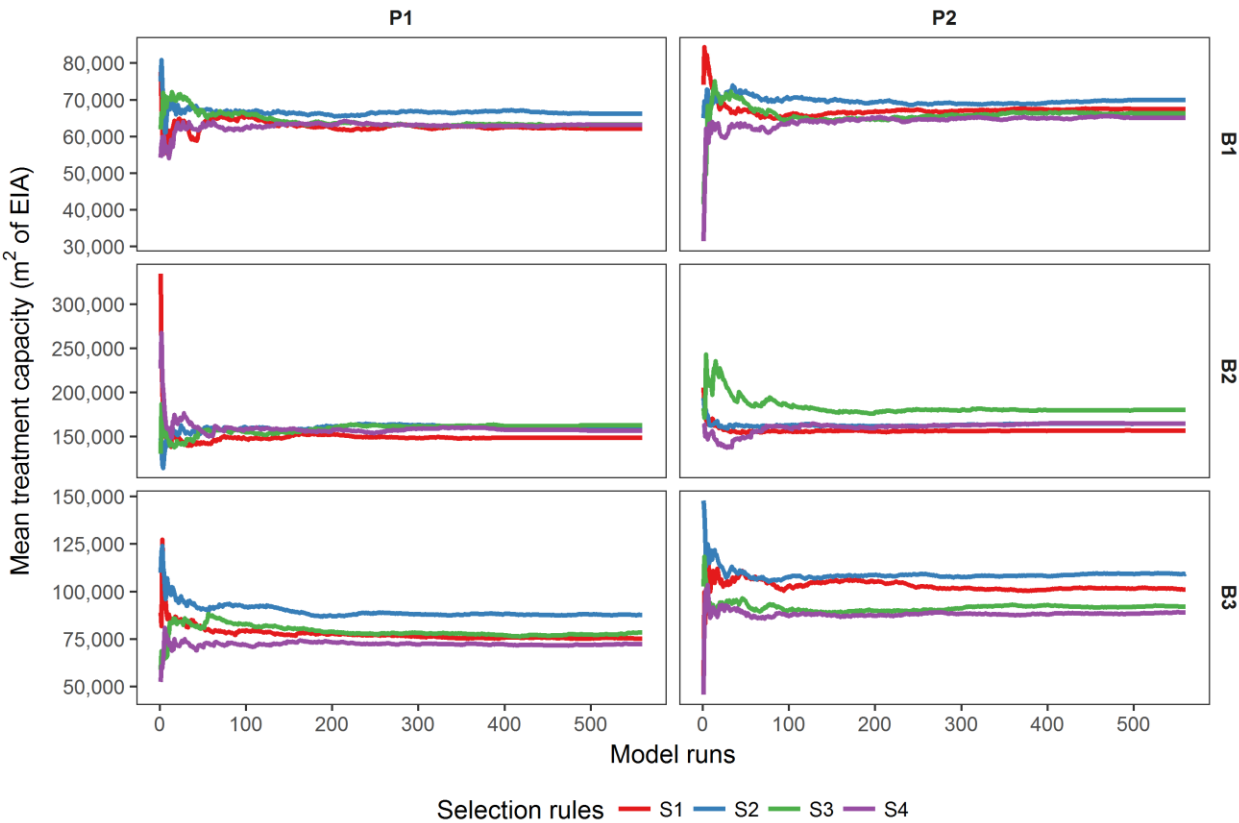 P1 P2
80,000
70,000
60,000
50,000
40,000
30,000
B1
300,000
250,000
200,000
150,000
B2
150,000
125,000
100,000
75,000
50,000
B3
Mean treatment capacity (m² of EIA)
0 100 200 300 400 500 0 100 200 300 400 500
Model runs
Selection rules S1 S2 S3 S4